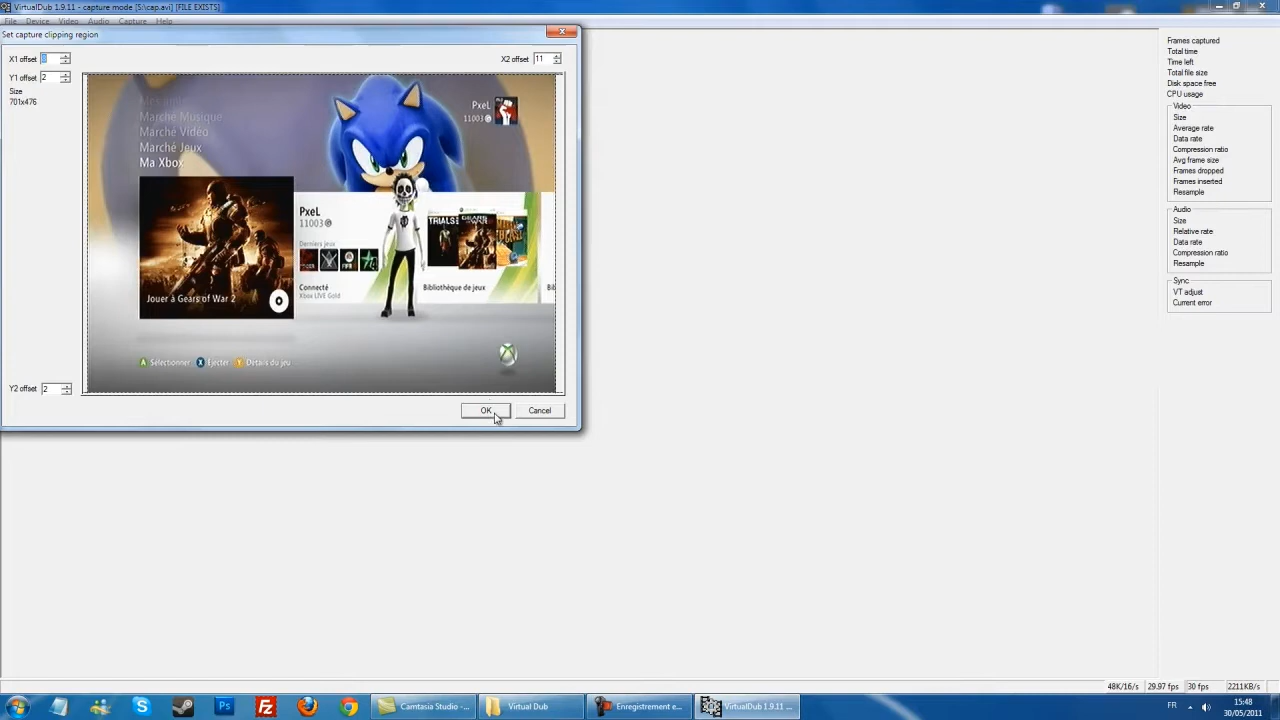 VirtualDub 1.9.11 - capture mode [S:\cap.avi] [FILE EXISTS]
File Device Video Audio Capture Help
Set capture clipping region
X1 offset
X2 offset 11
Y1 offset 2
Size
701x476
Marché Musique
Marché Vidéo
Marché Jeux
Ma Xbox
PxeL
11003
PxeL
11003
Derniers jeux
TRIALS
Connecté
Xbox LIVE Gold
Bibliothèque de jeux
Jouer à Gears of War 2
A Sélectionner X Éjecter Y Détails du jeu
Y2 offset 2
OK Cancel
Frames captured
Total time
Time left
Total file size
Disk space free
CPU usage
Video
Size
Average rate
Data rate
Compression ratio
Avg frame size
Frames dropped
Frames inserted
Resample
Audio
Size
Relative rate
Data rate
Compression ratio
Resample
Sync
VT adjust
Current error
48K/16/s 29.97 fps 30 fps 2211KB/s
Camtasia Studio -...
Virtual Dub
Enregistrement e...
VirtualDub 1.9.11 ...
FR
15:48
30/05/2011